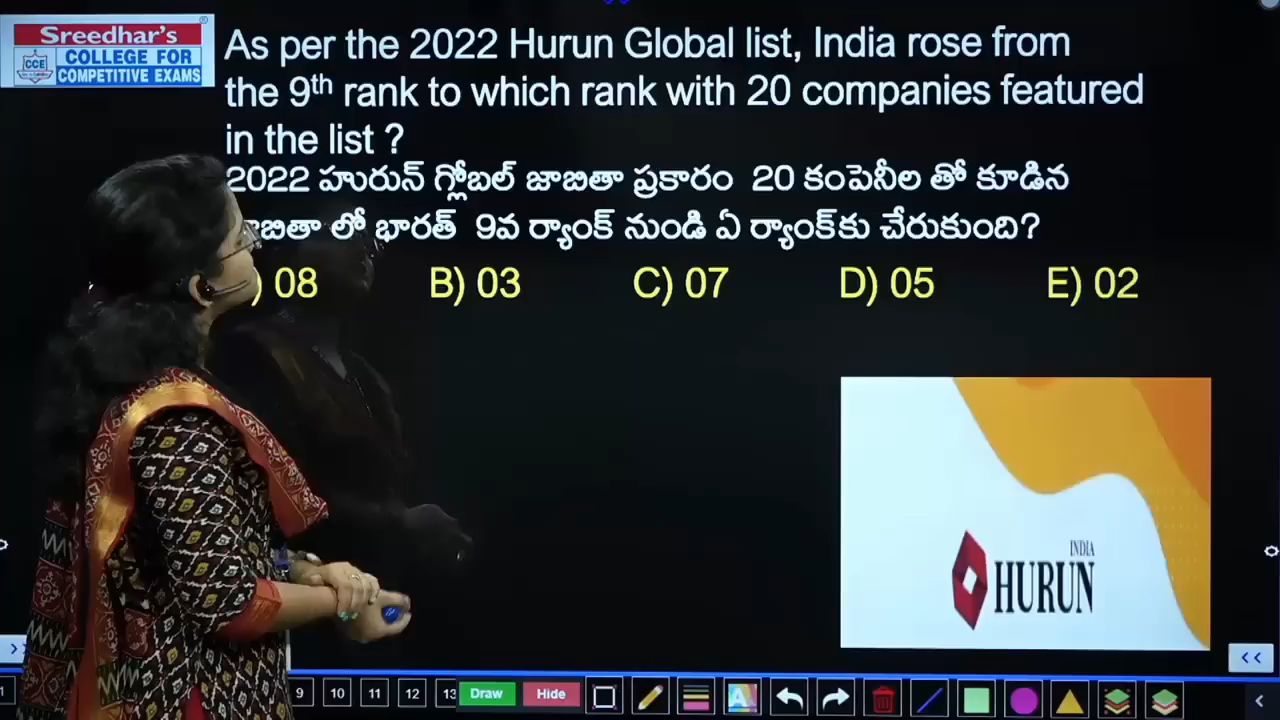 Sreedhar's
®
CCE
COLLEGE FOR
COMPETITIVE EXAMS
As per the 2022 Hurun Global list, India rose from
the 9th rank to which rank with 20 companies featured
in the list ?
2022 హురున్ గ్లోబల్ జాబితా ప్రకారం 20 కంపెనీల తో కూడిన
లో భారత్ 9వ ర్యాంక్ నుండి ఏ ర్యాంక్‌కు చేరుకుంది?
) 08 B) 03 C) 07 D) 05 E) 02
INDIA
HURUN
1 9 10 11 12 13 Draw Hide A